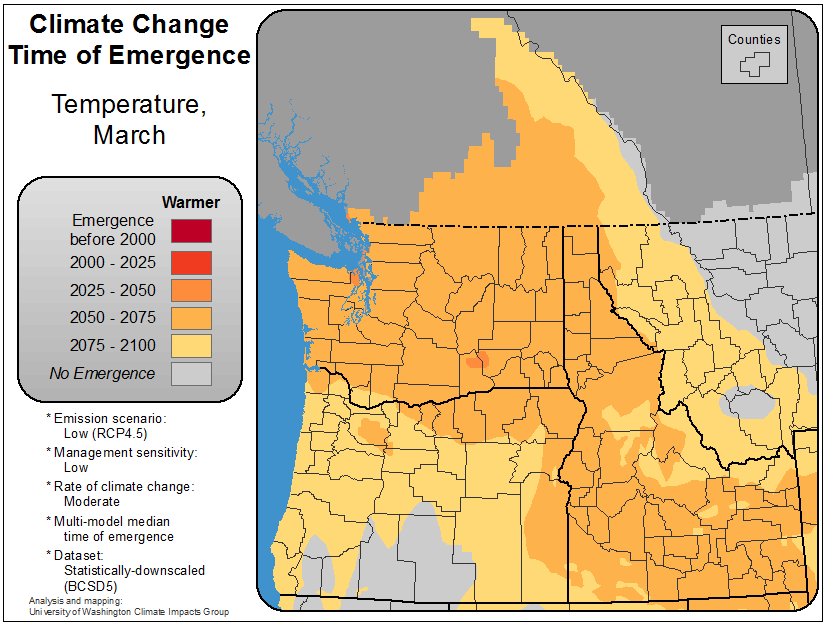 Climate Change
Time of Emergence
Temperature,
March
Warmer
Emergence
before 2000
2000 - 2025
2025 - 2050
2050 - 2075
2075 - 2100
No Emergence
* Emission scenario:
Low (RCP4.5)
* Management sensitivity:
Low
* Rate of climate change:
Moderate
* Multi-model median
time of emergence
* Dataset:
Statistically-downscaled
(BCSD5)
Analysis and mapping:
University of Washington Climate Impacts Group
Counties